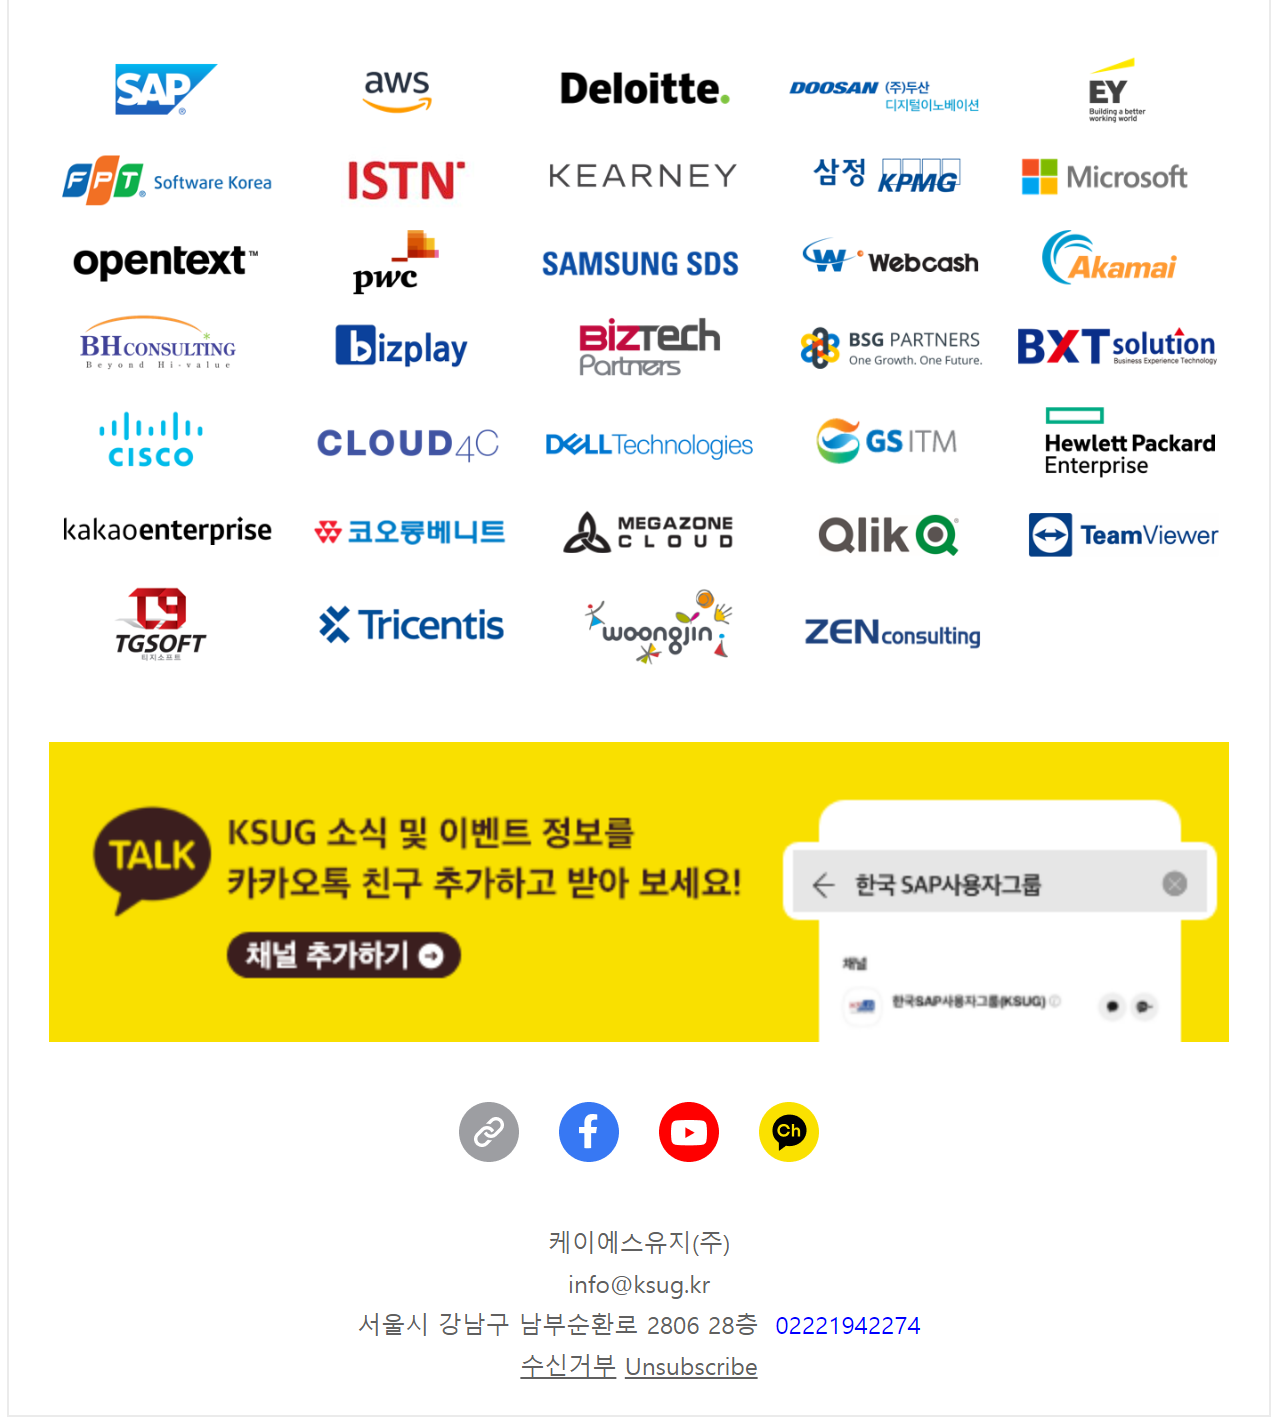 SAP®
aws
Deloitte.
DOOSAN (주)두산
디지털이노베이션
EY
Building a better
working world
FPT® Software Korea
ISTN
KEARNEY
삼정 KPMG
Microsoft
opentext™
pwc
SAMSUNG SDS
W Webcash
Akamai
BH CONSULTING
Beyond Hi-value
bizplay
BizTech
Partners
BSG PARTNERS
One Growth. One Future.
BXT solution
Business Experience Technology
CISCO
CLOUD4C
DELL Technologies
GS ITM
Hewlett Packard
Enterprise
kakaoenterprise
코오롱베니트
MEGAZONE
CLOUD
Qlik Q®
TeamViewer
T9
TGSOFT
티지소프트
Tricentis
woongjin
ZEN consulting
TALK
KSUG 소식 및 이벤트 정보를
카카오톡 친구 추가하고 받아 보세요!
채널 추가하기
한국 SAP사용자그룹
채널
한국SAP사용자그룹(KSUG)
Ch
케이에스유지(주)
info@ksug.kr
서울시 강남구 남부순환로 2806 28층 02221942274
수신거부 Unsubscribe